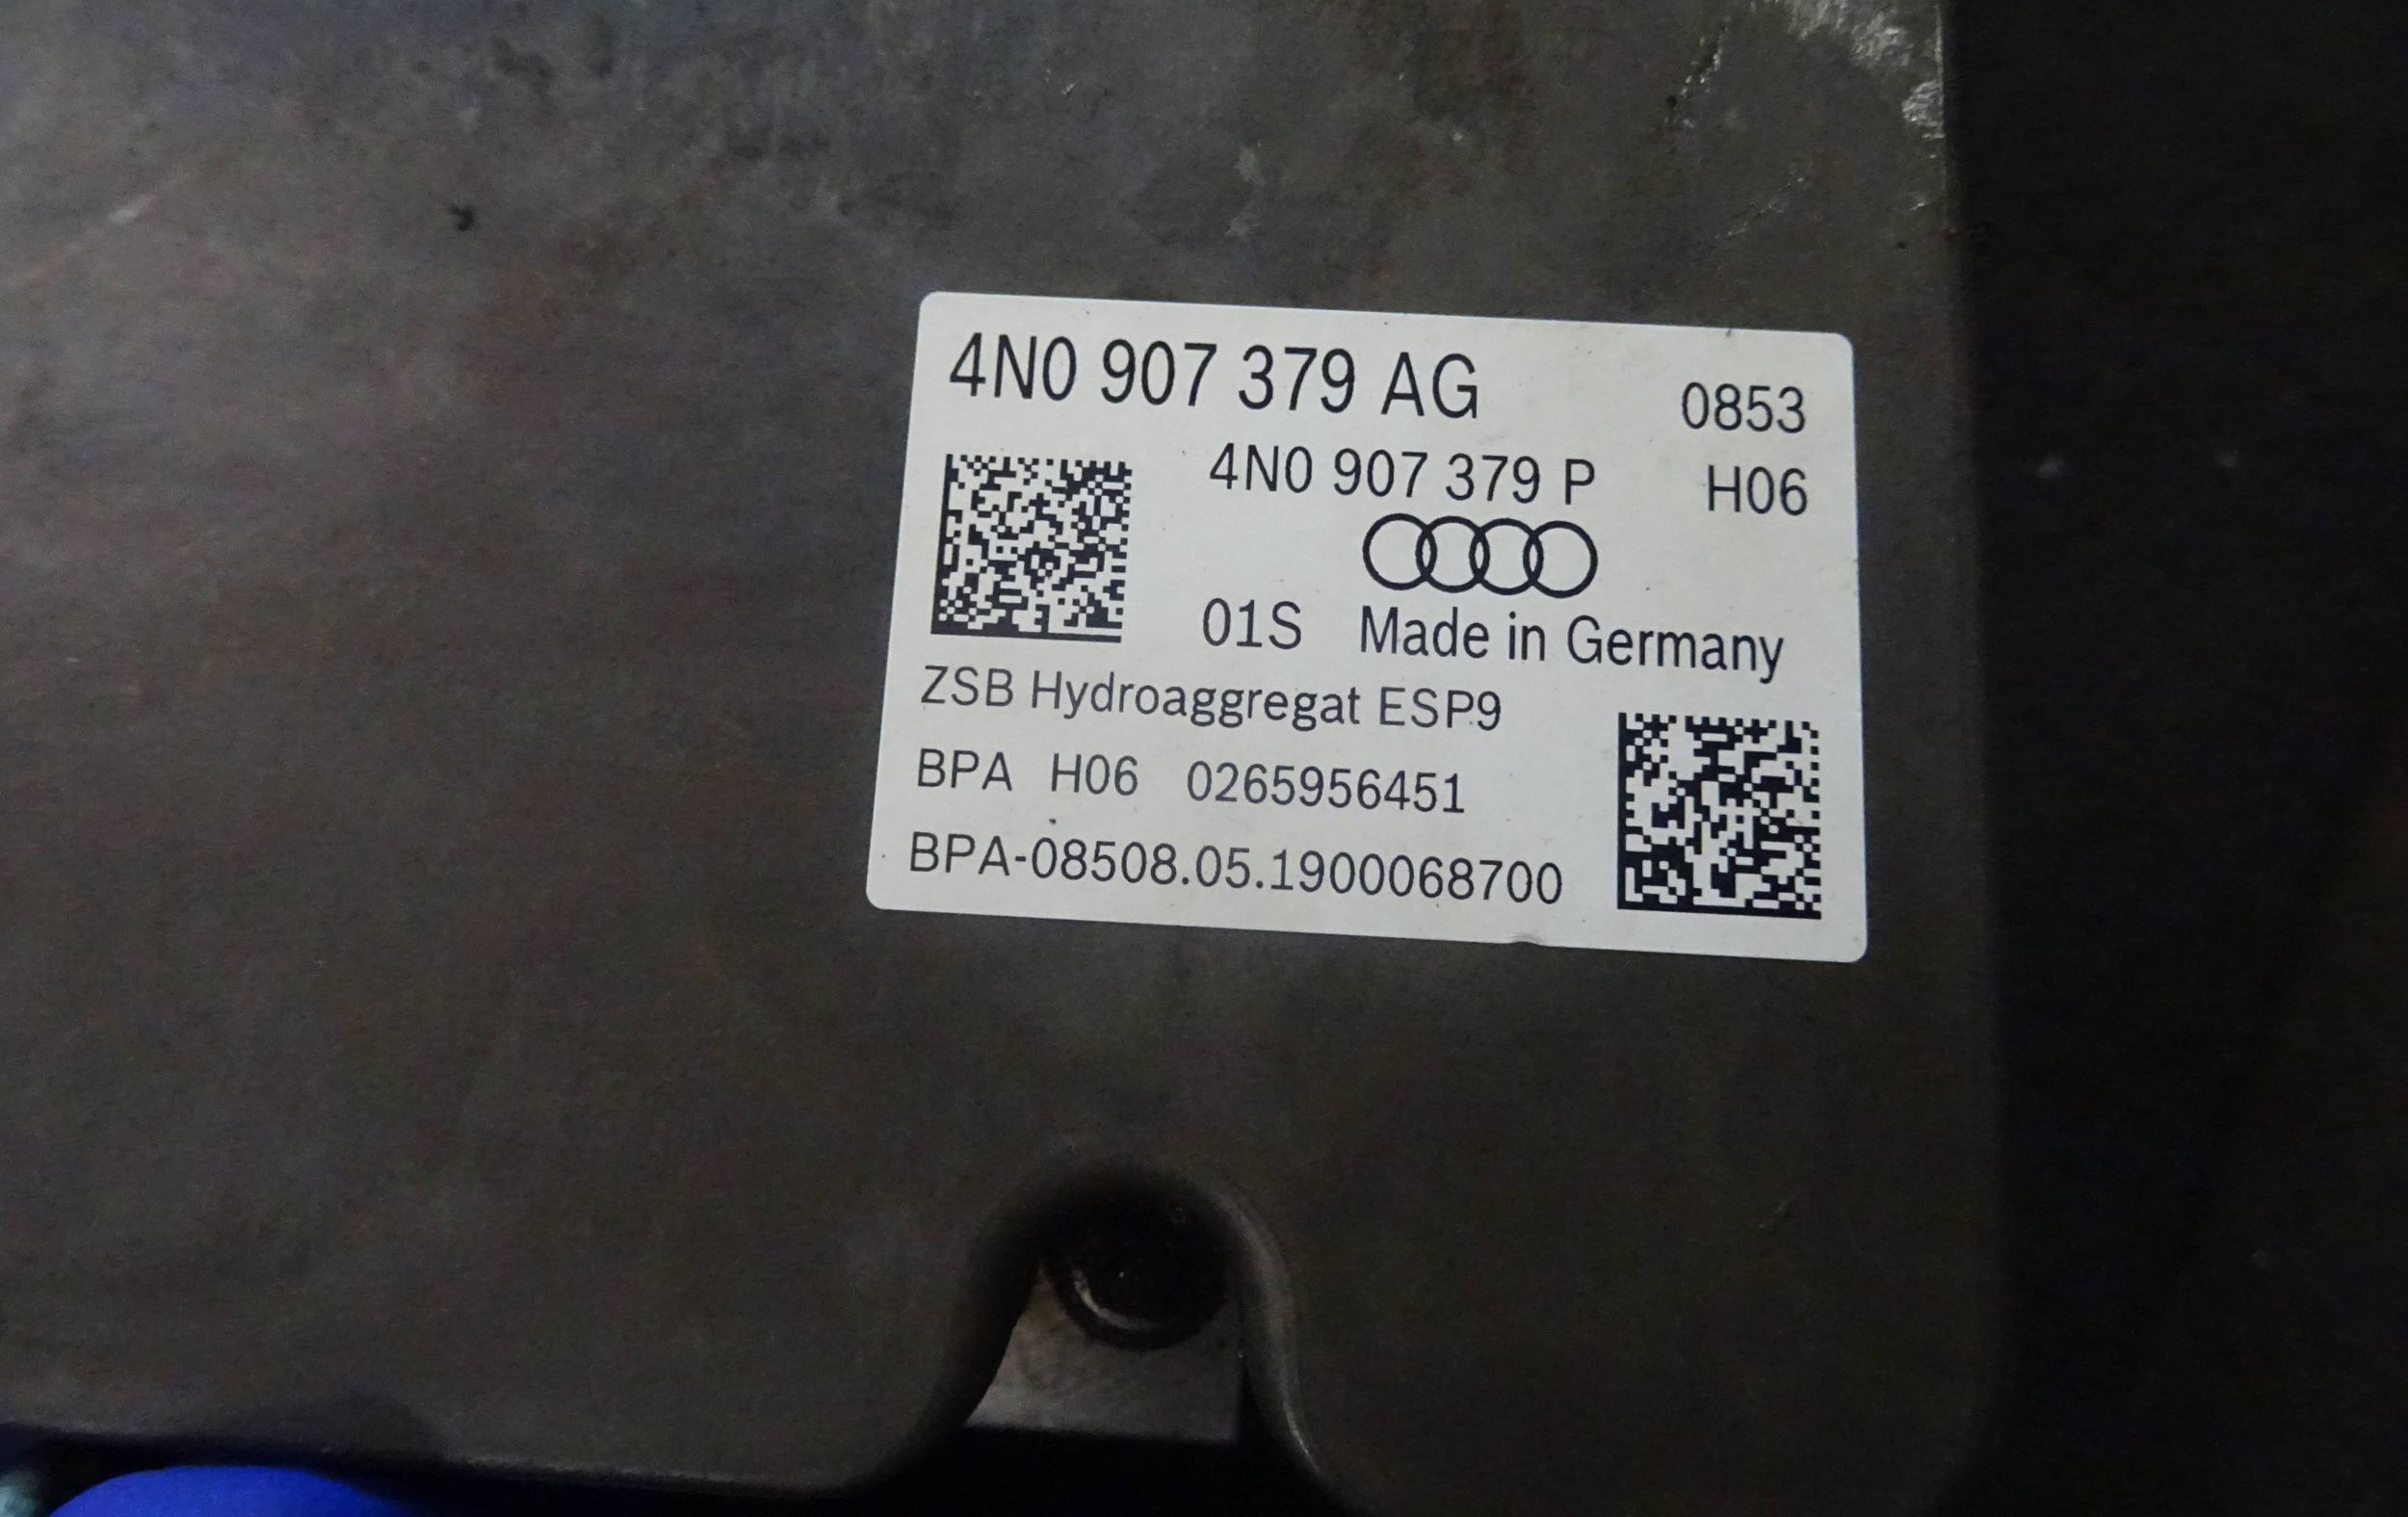 4N0 907 379 AG 0853
4N0 907 379 P H06
01S Made in Germany
ZSB Hydroaggregat ESP9
BPA H06 0265956451
BPA-08508.05.1900068700